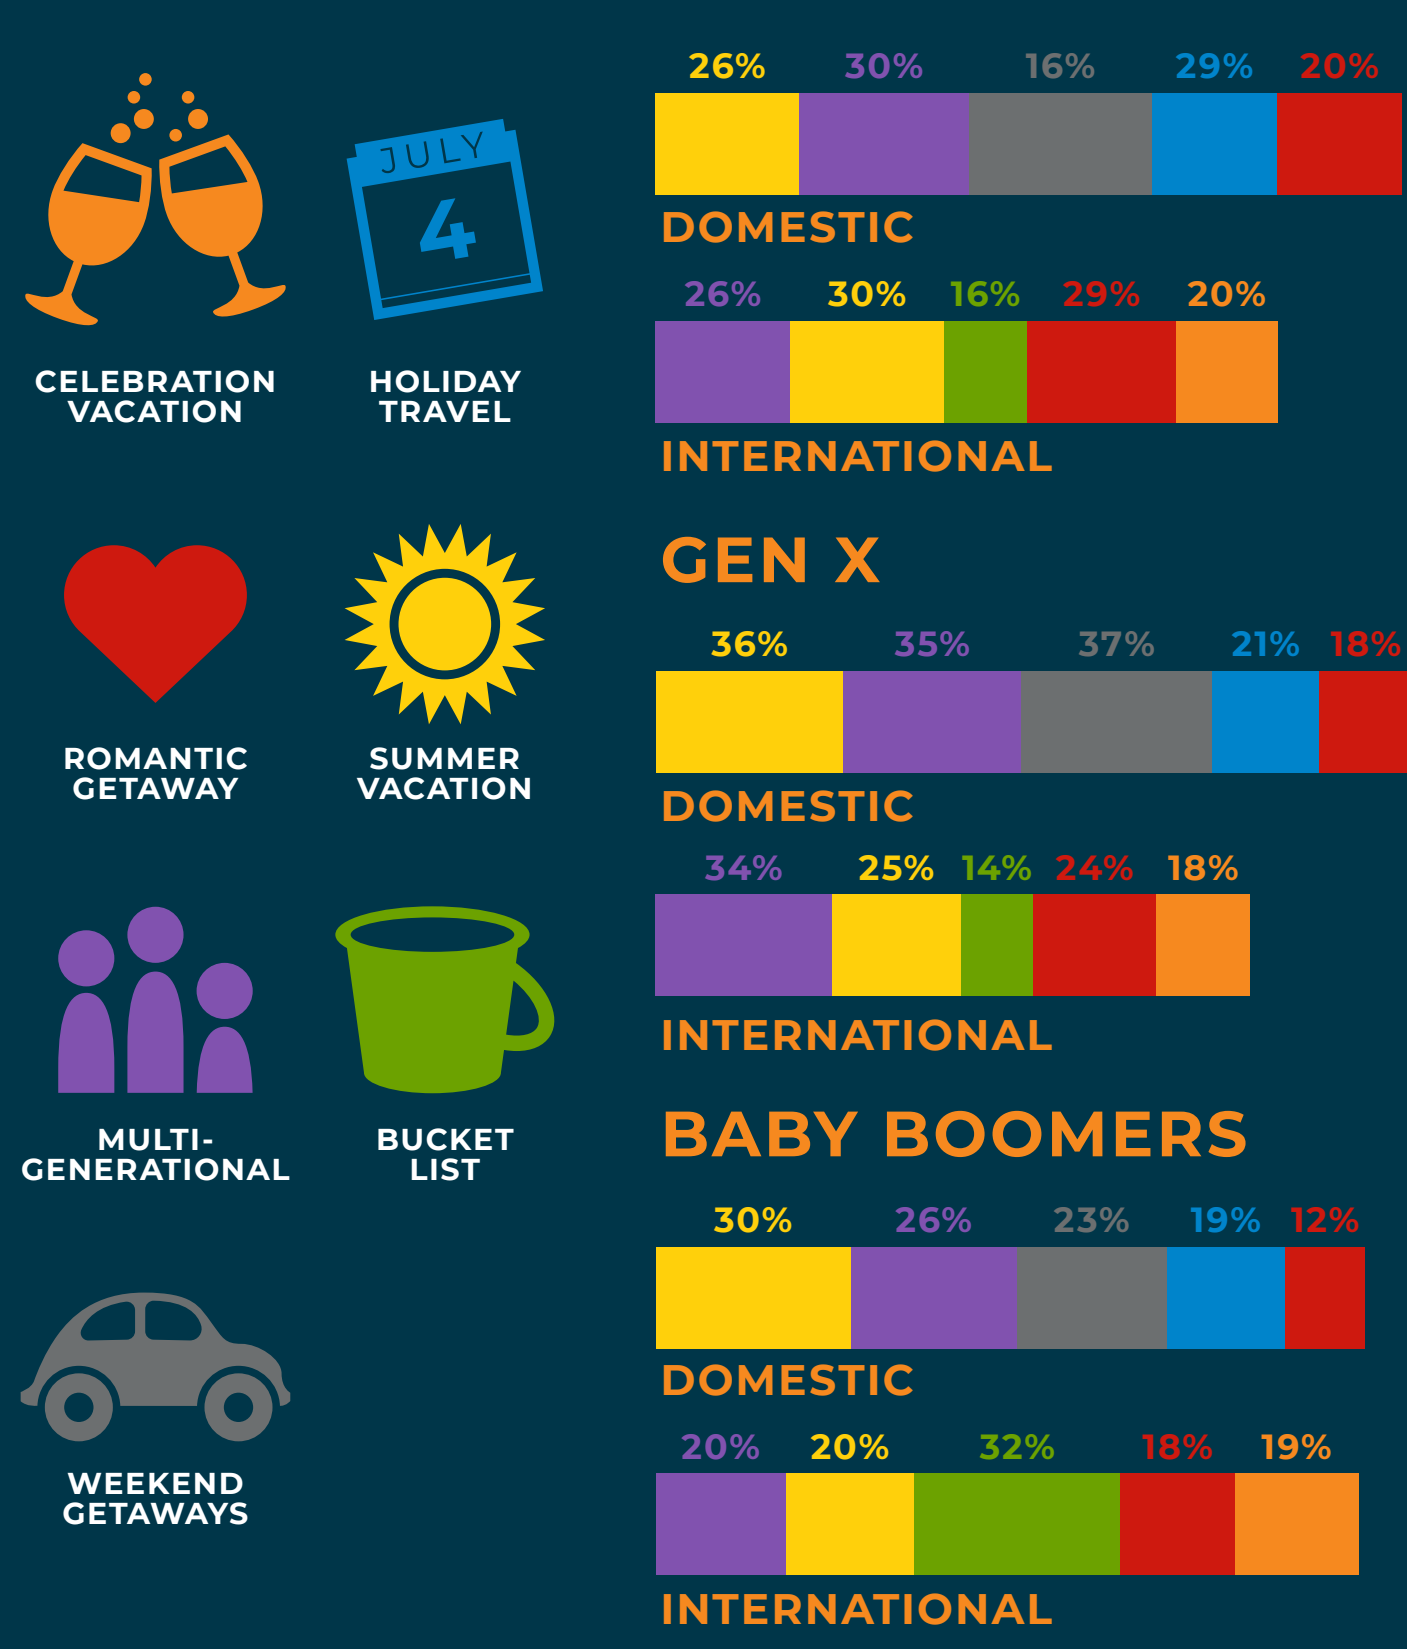 JULY
4
CELEBRATION
VACATION
HOLIDAY
TRAVEL
ROMANTIC
GETAWAY
SUMMER
VACATION
MULTI-
GENERATIONAL
BUCKET
LIST
WEEKEND
GETAWAYS
26% 30% 16% 29% 20%
DOMESTIC
26% 30% 16% 29% 20%
INTERNATIONAL
GEN X
36% 35% 37% 21% 18%
DOMESTIC
34% 25% 14% 24% 18%
INTERNATIONAL
BABY BOOMERS
30% 26% 23% 19% 12%
DOMESTIC
20% 20% 32% 18% 19%
INTERNATIONAL